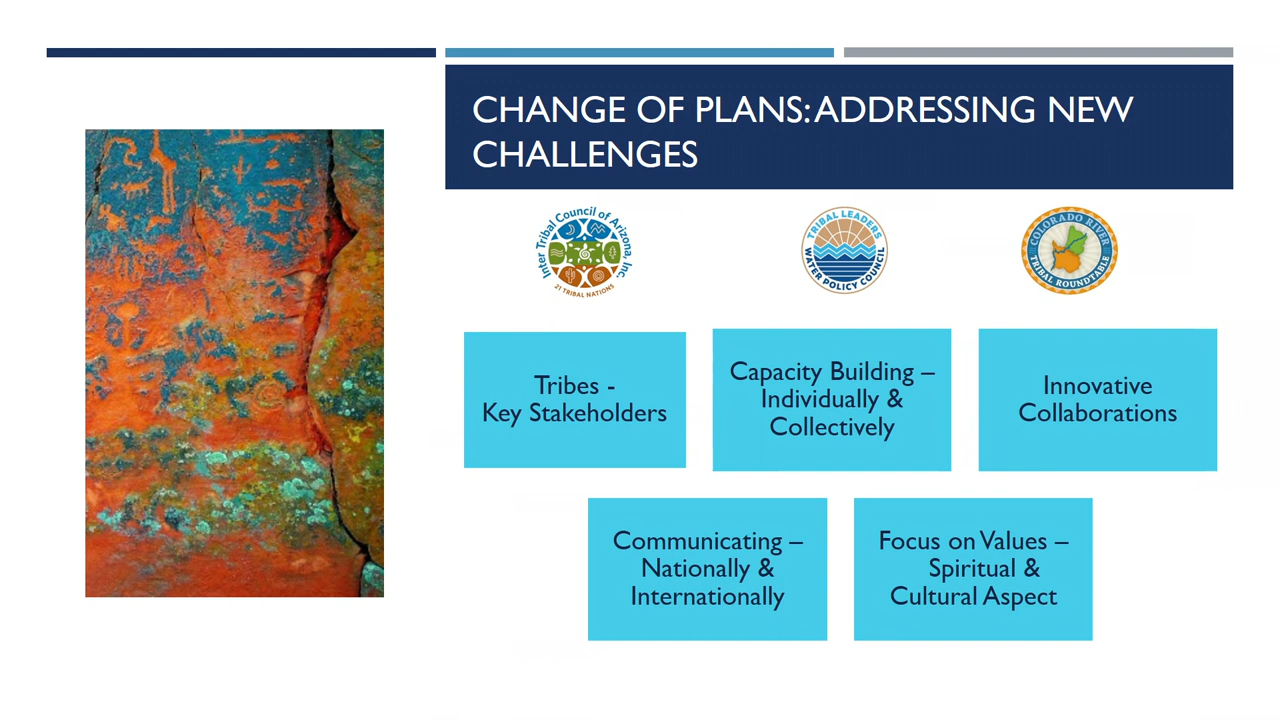 CHANGE OF PLANS: ADDRESSING NEW
CHALLENGES
Inter Tribal Council of Arizona, Inc.
21 TRIBAL NATIONS
TRIBAL LEADERS
WATER POLICY COUNCIL
COLORADO RIVER
TRIBAL ROUNDTABLE
Tribes -
Key Stakeholders
Capacity Building –
Individually &
Collectively
Innovative
Collaborations
Communicating –
Nationally &
Internationally
Focus on Values –
Spiritual &
Cultural Aspect